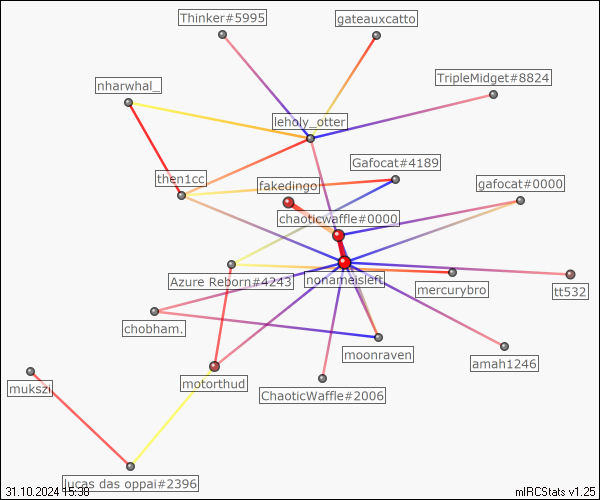 Thinker#5995
gateauxcatto
TripleMidget#8824
nharwhal_
leholy_otter
Gafocat#4189
then1cc
fakedingo
gafocat#0000
chaoticwaffle#0000
Azure Reborn#4243
nonameisleft
mercurybro
tt532
chobham.
moonraven
amah1246
motorthud
ChaoticWaffle#2006
mukszi
lucas das oppai#2396
31.10.2024 15:38
mIRCStats v1.25